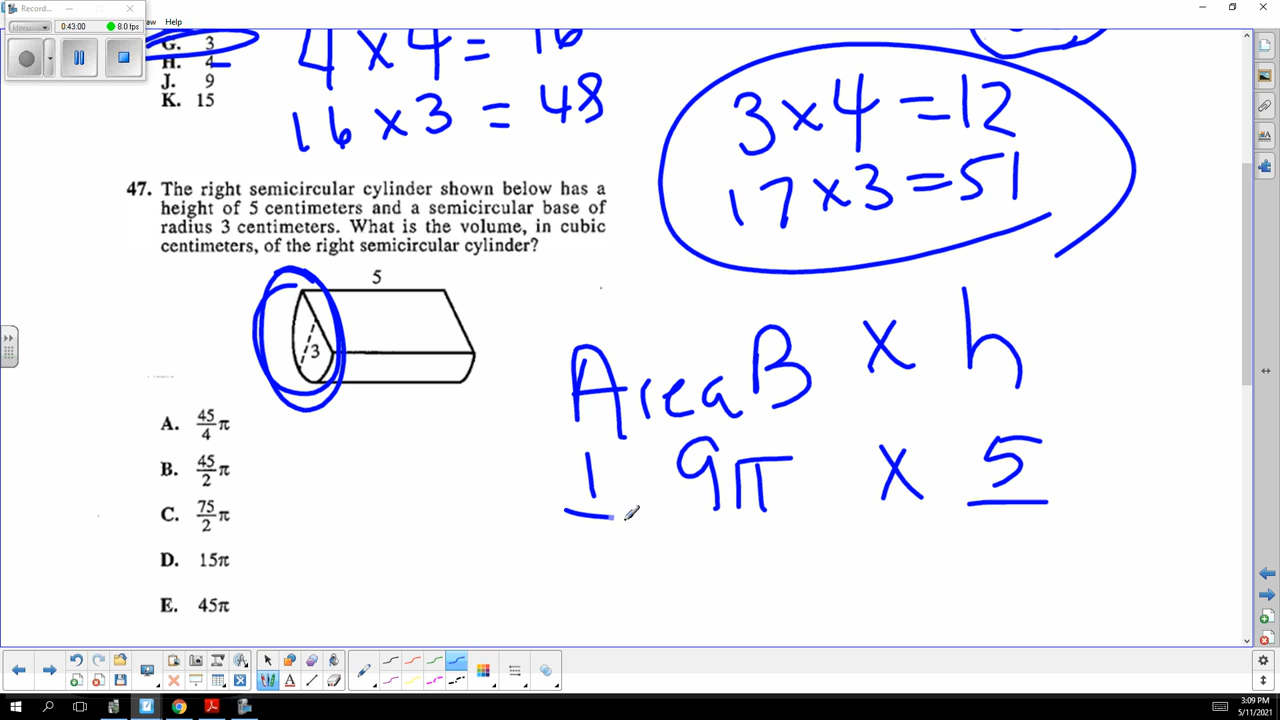 Record...
Menu
0:43:00
8.0 fps
aw Help
G. 3
H. 4
J. 9
K. 15
4 x 4 = 16
16 x 3 = 48
3 x 4 = 12
17 x 3 = 51
47. The right semicircular cylinder shown below has a
height of 5 centimeters and a semicircular base of
radius 3 centimeters. What is the volume, in cubic
centimeters, of the right semicircular cylinder?
5
3
A. 45/4 π
B. 45/2 π
C. 75/2 π
D. 15π
E. 45π
Area B x h
1 9π x 5
3:09 PM
5/11/2021